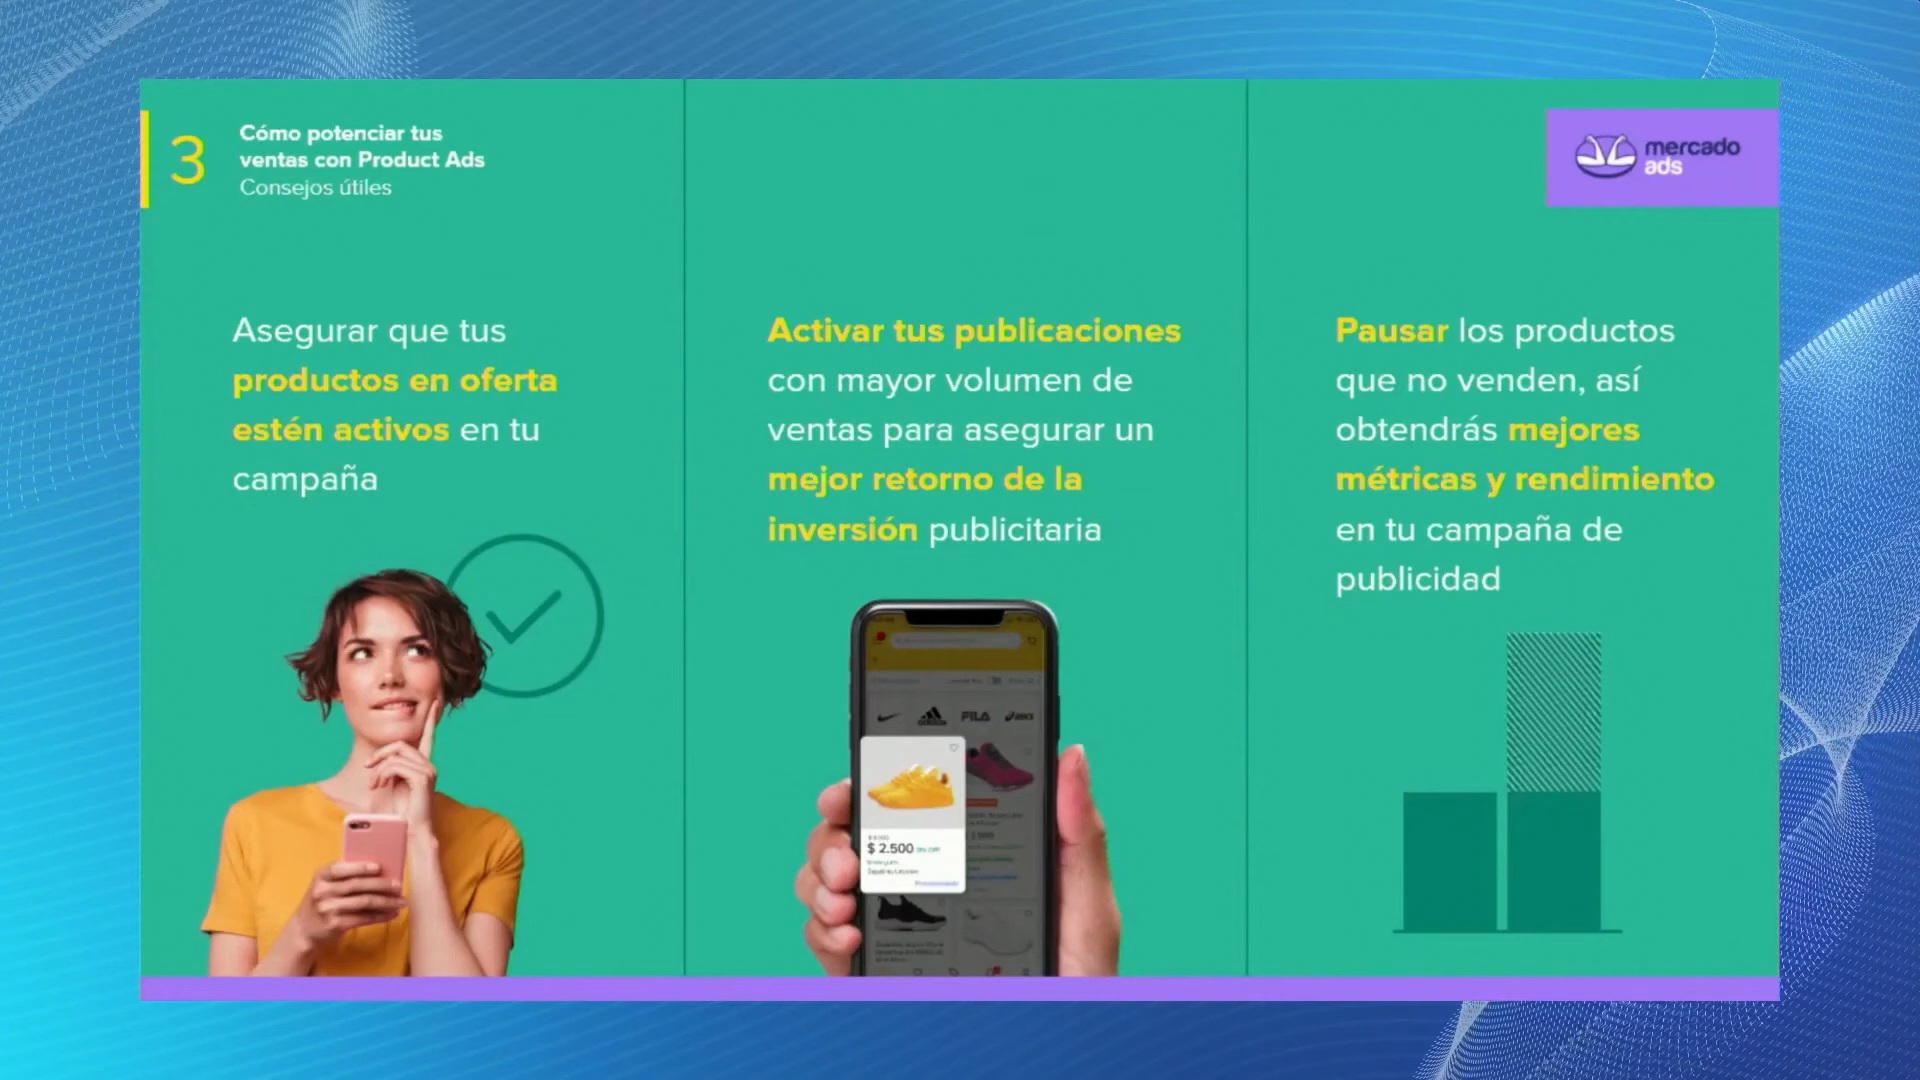 3
Cómo potenciar tus
ventas con Product Ads
Consejos útiles
mercado
ads
Asegurar que tus
productos en oferta
estén activos en tu
campaña
Activar tus publicaciones
con mayor volumen de
ventas para asegurar un
mejor retorno de la
inversión publicitaria
FILA
asics
$ 2.500
Pausar los productos
que no venden, así
obtendrás mejores
métricas y rendimiento
en tu campaña de
publicidad